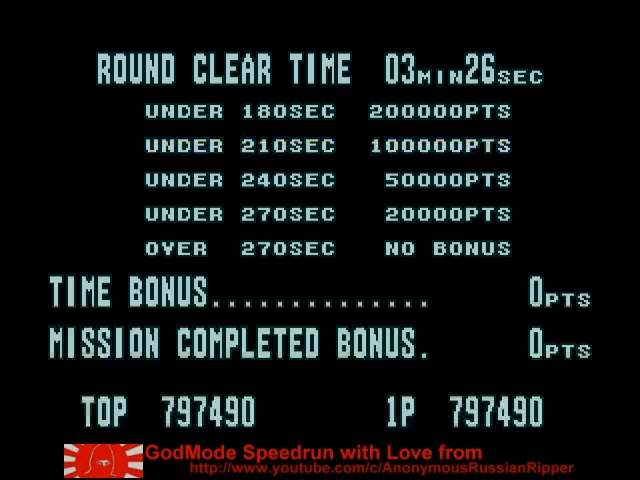 ROUND CLEAR TIME 03MIN26SEC
UNDER 180SEC 200000PTS
UNDER 210SEC 100000PTS
UNDER 240SEC 50000PTS
UNDER 270SEC 20000PTS
OVER 270SEC NO BONUS
TIME BONUS.............. 0PTS
MISSION COMPLETED BONUS. 0PTS
TOP 797490 1P 797490
GodMode Speedrun with Love from
http://www.youtube.com/c/AnonymousRussianRipper